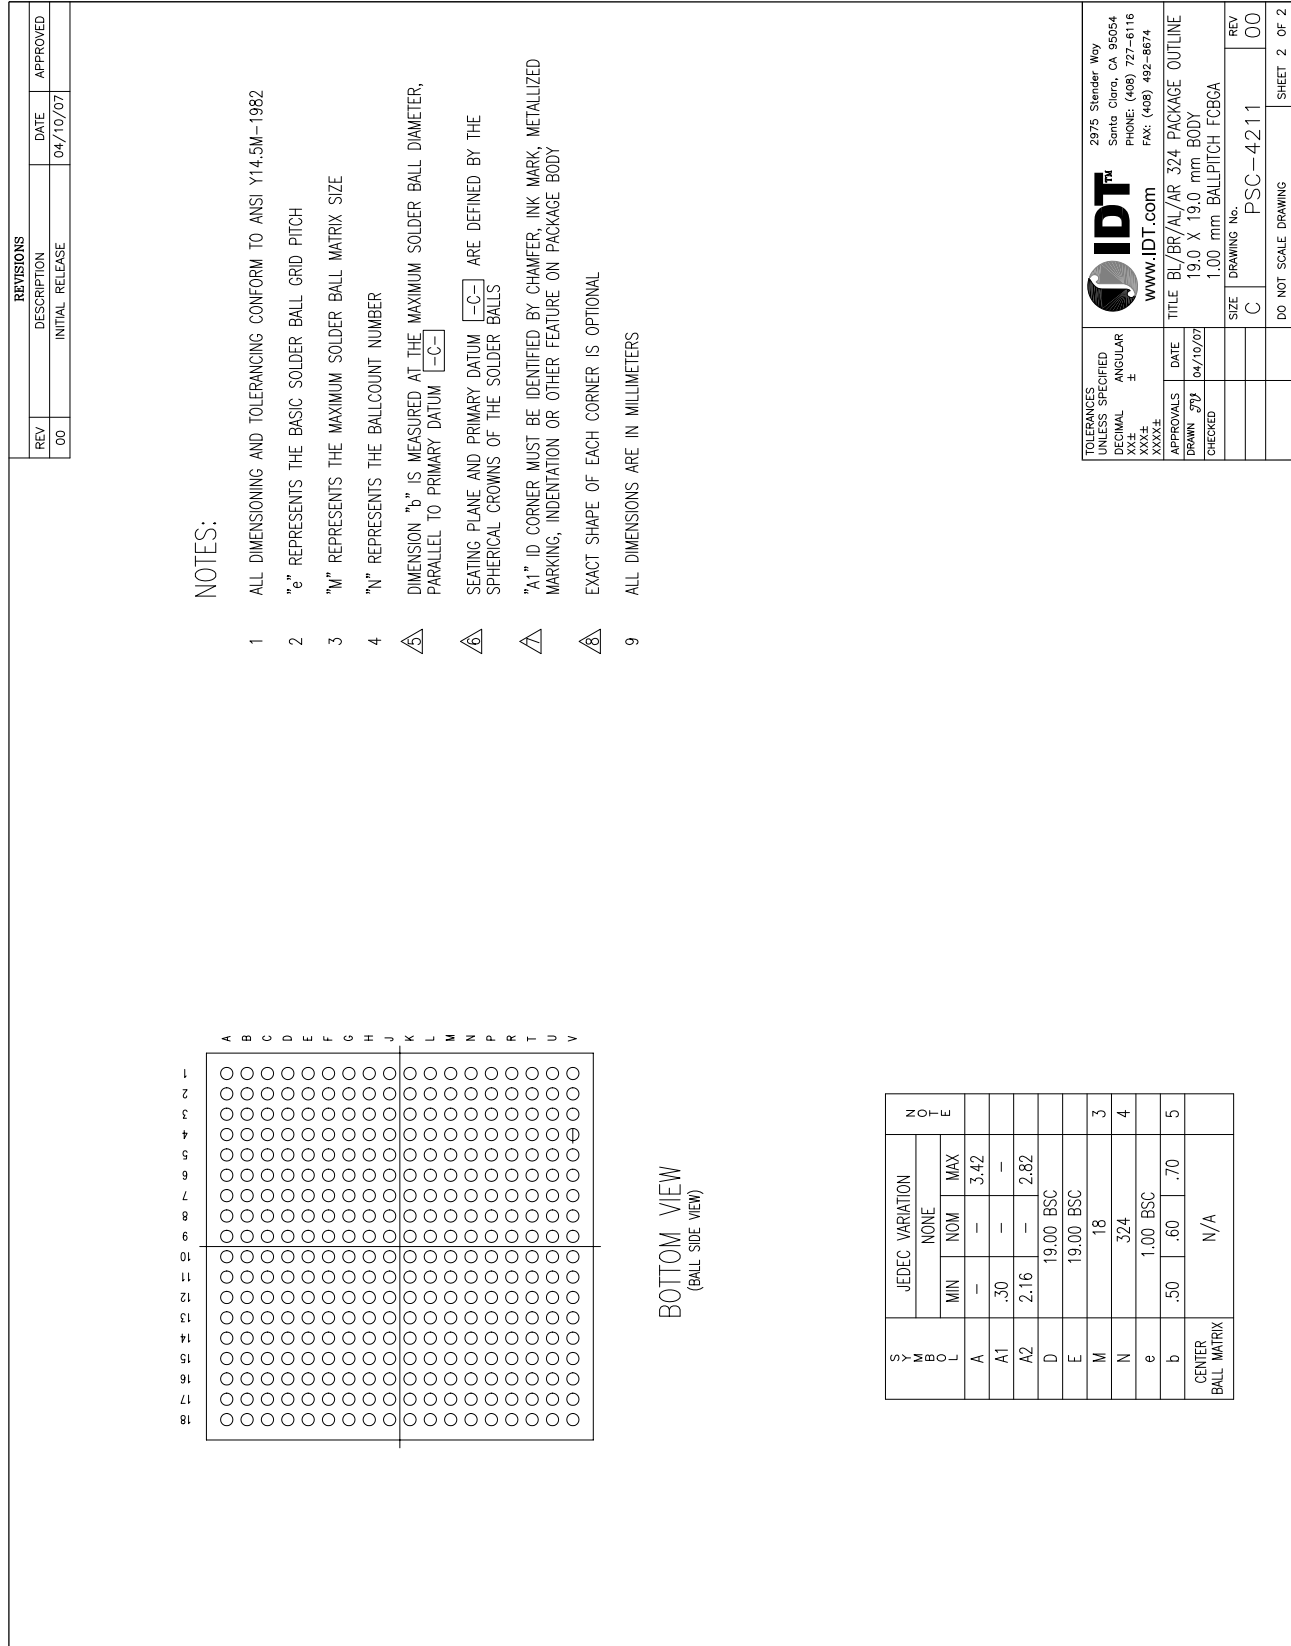 REVISIONS
REV DESCRIPTION DATE APPROVED
00 INITIAL RELEASE 04/10/07
NOTES:
1 ALL DIMENSIONING AND TOLERANCING CONFORM TO ANSI Y14.5M-1982
2 "e" REPRESENTS THE BASIC SOLDER BALL GRID PITCH
3 "M" REPRESENTS THE MAXIMUM SOLDER BALL MATRIX SIZE
4 "N" REPRESENTS THE BALLCOUNT NUMBER
5 DIMENSION "b" IS MEASURED AT THE MAXIMUM SOLDER BALL DIAMETER,
PARALLEL TO PRIMARY DATUM -C-
6 SEATING PLANE AND PRIMARY DATUM -C- ARE DEFINED BY THE
SPHERICAL CROWNS OF THE SOLDER BALLS
7 "A1" ID CORNER MUST BE IDENTIFIED BY CHAMFER, INK MARK, METALLIZED
MARKING, INDENTATION OR OTHER FEATURE ON PACKAGE BODY
8 EXACT SHAPE OF EACH CORNER IS OPTIONAL
9 ALL DIMENSIONS ARE IN MILLIMETERS
18 17 16 15 14 13 12 11 10 9 8 7 6 5 4 3 2 1
A
B
C
D
E
F
G
H
J
K
L
M
N
P
R
T
U
V
BOTTOM VIEW
(BALL SIDE VIEW)
SYMBOL JEDEC VARIATION NOTE
NONE
MIN NOM MAX
A - - 3.42
A1 .30 - -
A2 2.16 - 2.82
D 19.00 BSC
E 19.00 BSC
M 18 3
N 324 4
e 1.00 BSC
b .50 .60 .70 5
CENTER
BALL MATRIX N/A
TOLERANCES
UNLESS SPECIFIED
DECIMAL ANGULAR
XX± ±
XXX±
XXXX±
APPROVALS DATE
DRAWN 04/10/07
CHECKED
IDT™
www.IDT.com
2975 Stender Way
Santa Clara, CA 95054
PHONE: (408) 727-6116
FAX: (408) 492-8674
TITLE BL/BR/AL/AR 324 PACKAGE OUTLINE
19.0 X 19.0 mm BODY
1.00 mm BALLPITCH FCBGA
SIZE DRAWING No. REV
C PSC-4211 00
DO NOT SCALE DRAWING SHEET 2 OF 2